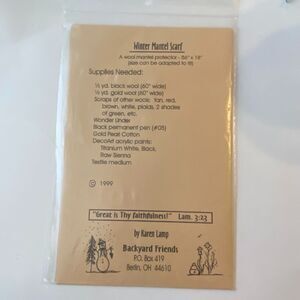 Winter Mantel Scarf
A wool mantel protector - 55" x 18"
(size can be adapted to fit)
Supplies Needed:
½ yd. black wool (60" wide)
½ yd. gold wool (60" wide)
Scraps of other wools: tan, red,
brown, white, plaids, 2 shades
of green, etc.
Wonder Under
Black permanent pen (#05)
Gold Pearl Cotton
DecoArt acrylic paints:
Titanium White, Black,
Raw Sienna
Textile medium
© 1999
"Great is Thy faithfulness!" Lam. 3:23
by Karen Lamp
Backyard Friends
P.O. Box 419
Berlin, OH 44610